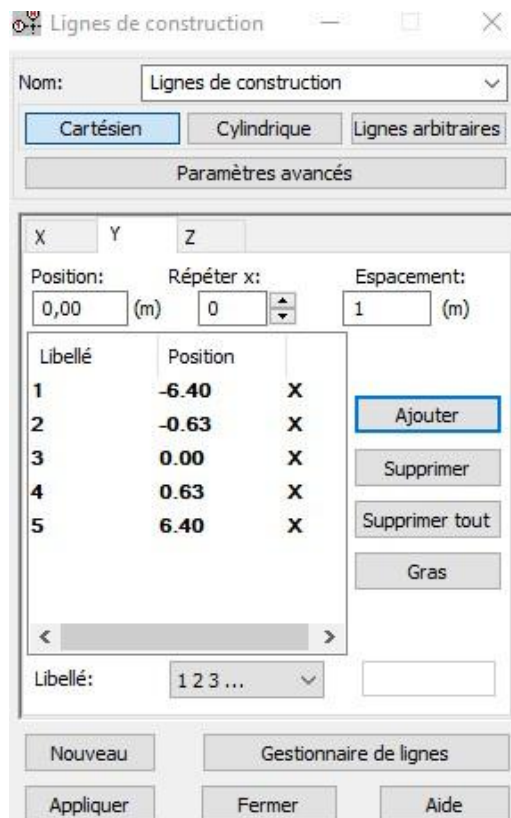 Lignes de construction
Nom: Lignes de construction
Cartésien Cylindrique Lignes arbitraires
Paramètres avancés
X Y Z
Position: Répéter x: Espacement:
0,00 (m) 0 1 (m)
Libellé Position
1 -6.40 X
2 -0.63 X
3 0.00 X
4 0.63 X
5 6.40 X
Ajouter
Supprimer
Supprimer tout
Gras
Libellé: 1 2 3 ...
Nouveau Gestionnaire de lignes
Appliquer Fermer Aide